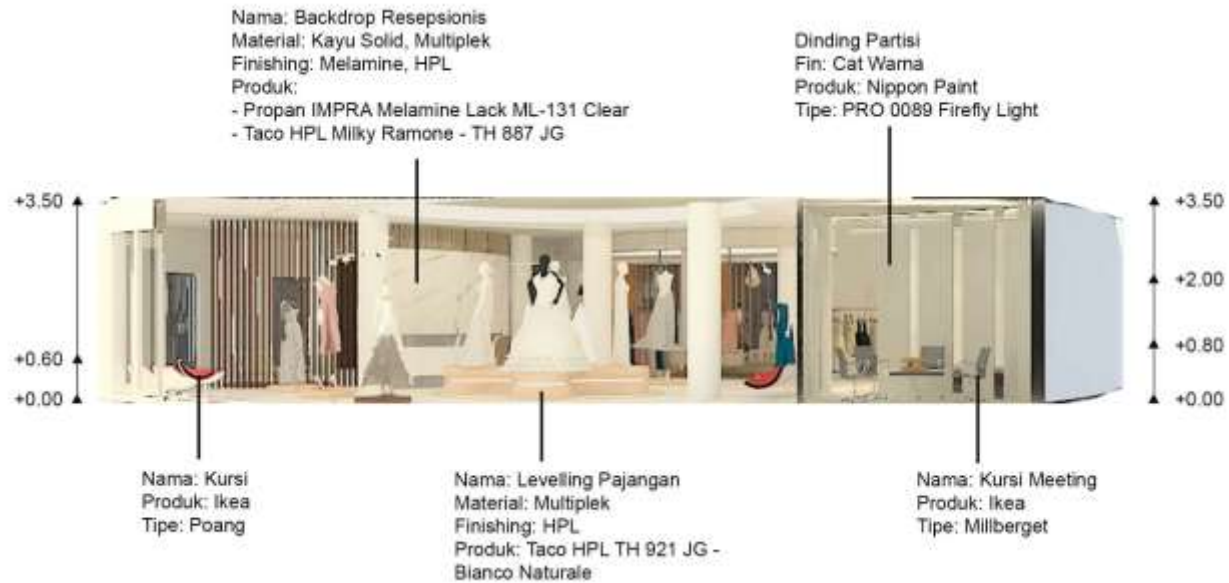 Nama: Backdrop Resepsionis
Material: Kayu Solid, Multiplek
Finishing: Melamine, HPL
Produk:
- Propan IMPRA Melamine Lack ML-131 Clear
- Taco HPL Milky Ramone - TH 887 JG
Dinding Partisi
Fin: Cat Warna
Produk: Nippon Paint
Tipe: PRO 0089 Firefly Light
+3.50
+0.60
+0.00
+3.50
+2.00
+0.80
+0.00
Nama: Kursi
Produk: Ikea
Tipe: Poang
Nama: Levelling Pajangan
Material: Multiplek
Finishing: HPL
Produk: Taco HPL TH 921 JG -
Bianco Naturale
Nama: Kursi Meeting
Produk: Ikea
Tipe: Millberget